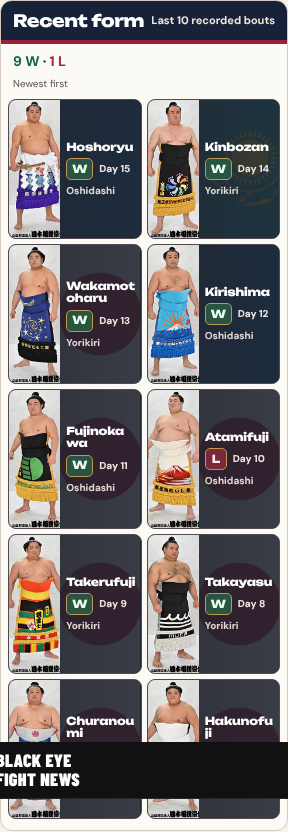 Recent form Last 10 recorded bouts
9 W · 1 L
Newest first
Hoshoryu
W Day 15
Oshidashi
Kinbozan
W Day 14
Yorikiri
Wakamot
oharu
W Day 13
Yorikiri
Kirishima
W Day 12
Oshidashi
Fujinoka
wa
W Day 11
Oshidashi
Atamifuji
L Day 10
Oshidashi
Takerufuji
W Day 9
Yorikiri
Takayasu
W Day 8
Yorikiri
Churanou
mi
Hakunofu
ji
BLACK EYE
FIGHT NEWS